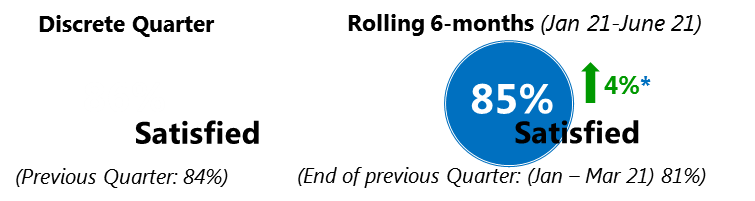 Discrete Quarter
Rolling 6-months (Jan 21-June 21)
85%
4%*
Satisfied
Satisfied
(Previous Quarter: 84%)
(End of previous Quarter: (Jan – Mar 21) 81%)